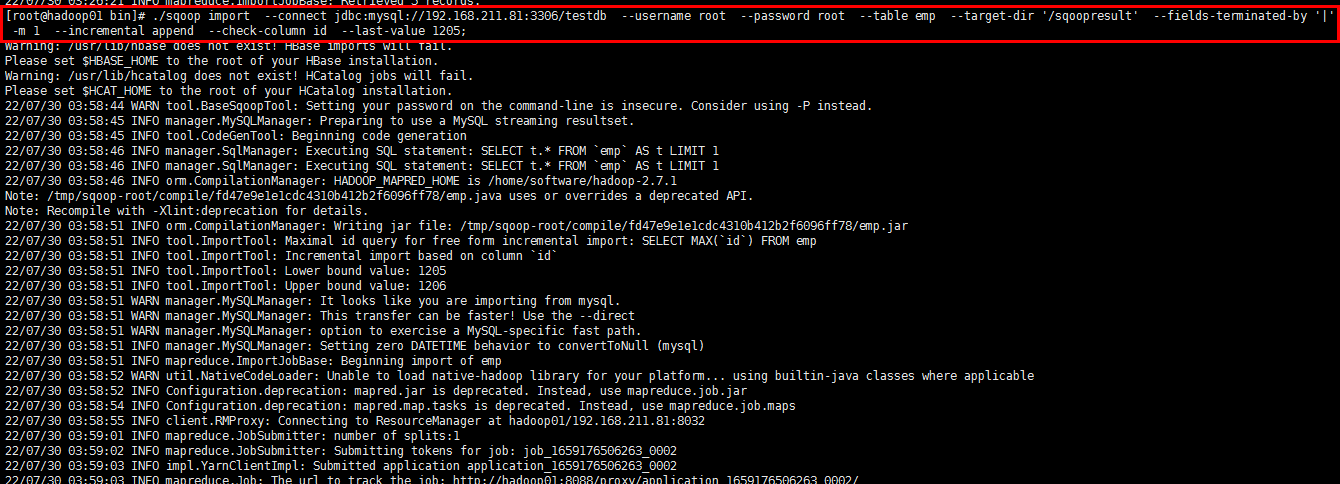 22/07/30 03:26:21 INFO mapreduce.ImportJobBase: Retrieved 5 records.
[root@hadoop01 bin]# ./sqoop import  --connect jdbc:mysql://192.168.211.81:3306/testdb  --username root  --password root  --table emp  --target-dir '/sqoopresult'  --fields-terminated-by '|'
 -m 1  --incremental append  --check-column id  --last-value 1205;
Warning: /usr/lib/hbase does not exist! HBase imports will fail.
Please set $HBASE_HOME to the root of your HBase installation.
Warning: /usr/lib/hcatalog does not exist! HCatalog jobs will fail.
Please set $HCAT_HOME to the root of your HCatalog installation.
22/07/30 03:58:44 WARN tool.BaseSqoopTool: Setting your password on the command-line is insecure. Consider using -P instead.
22/07/30 03:58:45 INFO manager.MySQLManager: Preparing to use a MySQL streaming resultset.
22/07/30 03:58:45 INFO tool.CodeGenTool: Beginning code generation
22/07/30 03:58:46 INFO manager.SqlManager: Executing SQL statement: SELECT t.* FROM `emp` AS t LIMIT 1
22/07/30 03:58:46 INFO manager.SqlManager: Executing SQL statement: SELECT t.* FROM `emp` AS t LIMIT 1
22/07/30 03:58:46 INFO orm.CompilationManager: HADOOP_MAPRED_HOME is /home/software/hadoop-2.7.1
Note: /tmp/sqoop-root/compile/fd47e9e1e1cdc4310b412b2f6096ff78/emp.java uses or overrides a deprecated API.
Note: Recompile with -Xlint:deprecation for details.
22/07/30 03:58:51 INFO orm.CompilationManager: Writing jar file: /tmp/sqoop-root/compile/fd47e9e1e1cdc4310b412b2f6096ff78/emp.jar
22/07/30 03:58:51 INFO tool.ImportTool: Maximal id query for free form incremental import: SELECT MAX(`id`) FROM emp
22/07/30 03:58:51 INFO tool.ImportTool: Incremental import based on column `id`
22/07/30 03:58:51 INFO tool.ImportTool: Lower bound value: 1205
22/07/30 03:58:51 INFO tool.ImportTool: Upper bound value: 1206
22/07/30 03:58:51 WARN manager.MySQLManager: It looks like you are importing from mysql.
22/07/30 03:58:51 WARN manager.MySQLManager: This transfer can be faster! Use the --direct
22/07/30 03:58:51 WARN manager.MySQLManager: option to exercise a MySQL-specific fast path.
22/07/30 03:58:51 INFO manager.MySQLManager: Setting zero DATETIME behavior to convertToNull (mysql)
22/07/30 03:58:51 INFO mapreduce.ImportJobBase: Beginning import of emp
22/07/30 03:58:52 WARN util.NativeCodeLoader: Unable to load native-hadoop library for your platform... using builtin-java classes where applicable
22/07/30 03:58:52 INFO Configuration.deprecation: mapred.jar is deprecated. Instead, use mapreduce.job.jar
22/07/30 03:58:54 INFO Configuration.deprecation: mapred.map.tasks is deprecated. Instead, use mapreduce.job.maps
22/07/30 03:58:55 INFO client.RMProxy: Connecting to ResourceManager at hadoop01/192.168.211.81:8032
22/07/30 03:59:01 INFO mapreduce.JobSubmitter: number of splits:1
22/07/30 03:59:02 INFO mapreduce.JobSubmitter: Submitting tokens for job: job_1659176506263_0002
22/07/30 03:59:03 INFO impl.YarnClientImpl: Submitted application application_1659176506263_0002
22/07/30 03:59:03 INFO mapreduce.Job: The url to track the job: http://hadoop01:8088/proxy/application_1659176506263_0002/